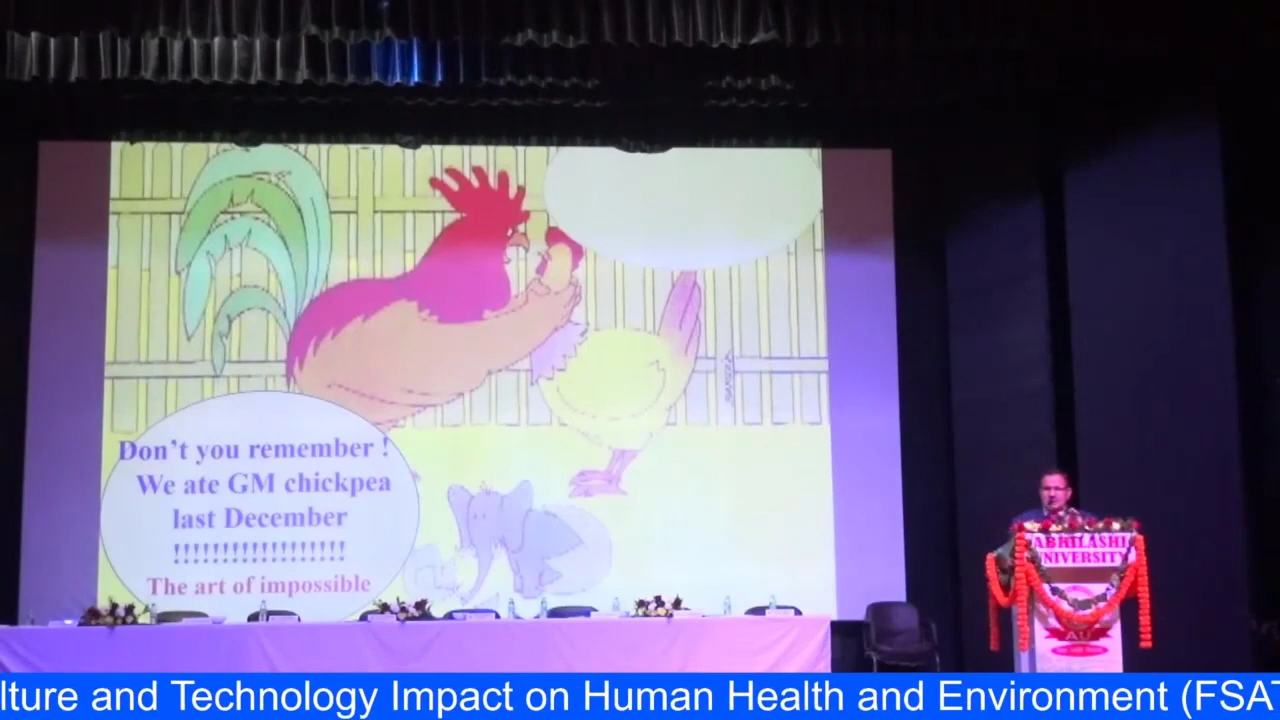 Don't you remember !
We ate GM chickpea
last December
!!!!!!!!!!!!!!!!!!
The art of impossible
ABHILASHI
UNIVERSITY
AU
lture and Technology Impact on Human Health and Environment (FSAT